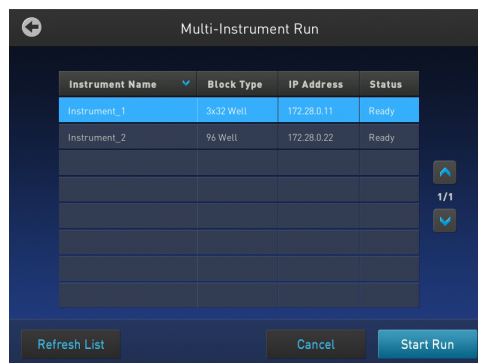 Multi-Instrument Run
Instrument Name Block Type IP Address Status
Instrument_1 3x32 Well 172.28.0.11 Ready
Instrument_2 96 Well 172.28.0.22 Ready
1/1
Refresh List Cancel Start Run